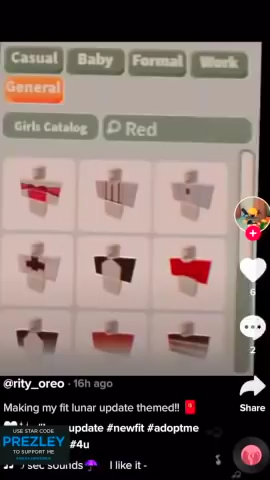 Casual Baby Formal Work
General
Girls Catalog Red
6
2
@rity_oreo · 16h ago
Share
Making my fit lunar update themed!! 🧧
update #newfit #adoptme
#4u
USE STAR CODE
PREZLEY
TO SUPPORT ME
sec sounds☔ I like it -